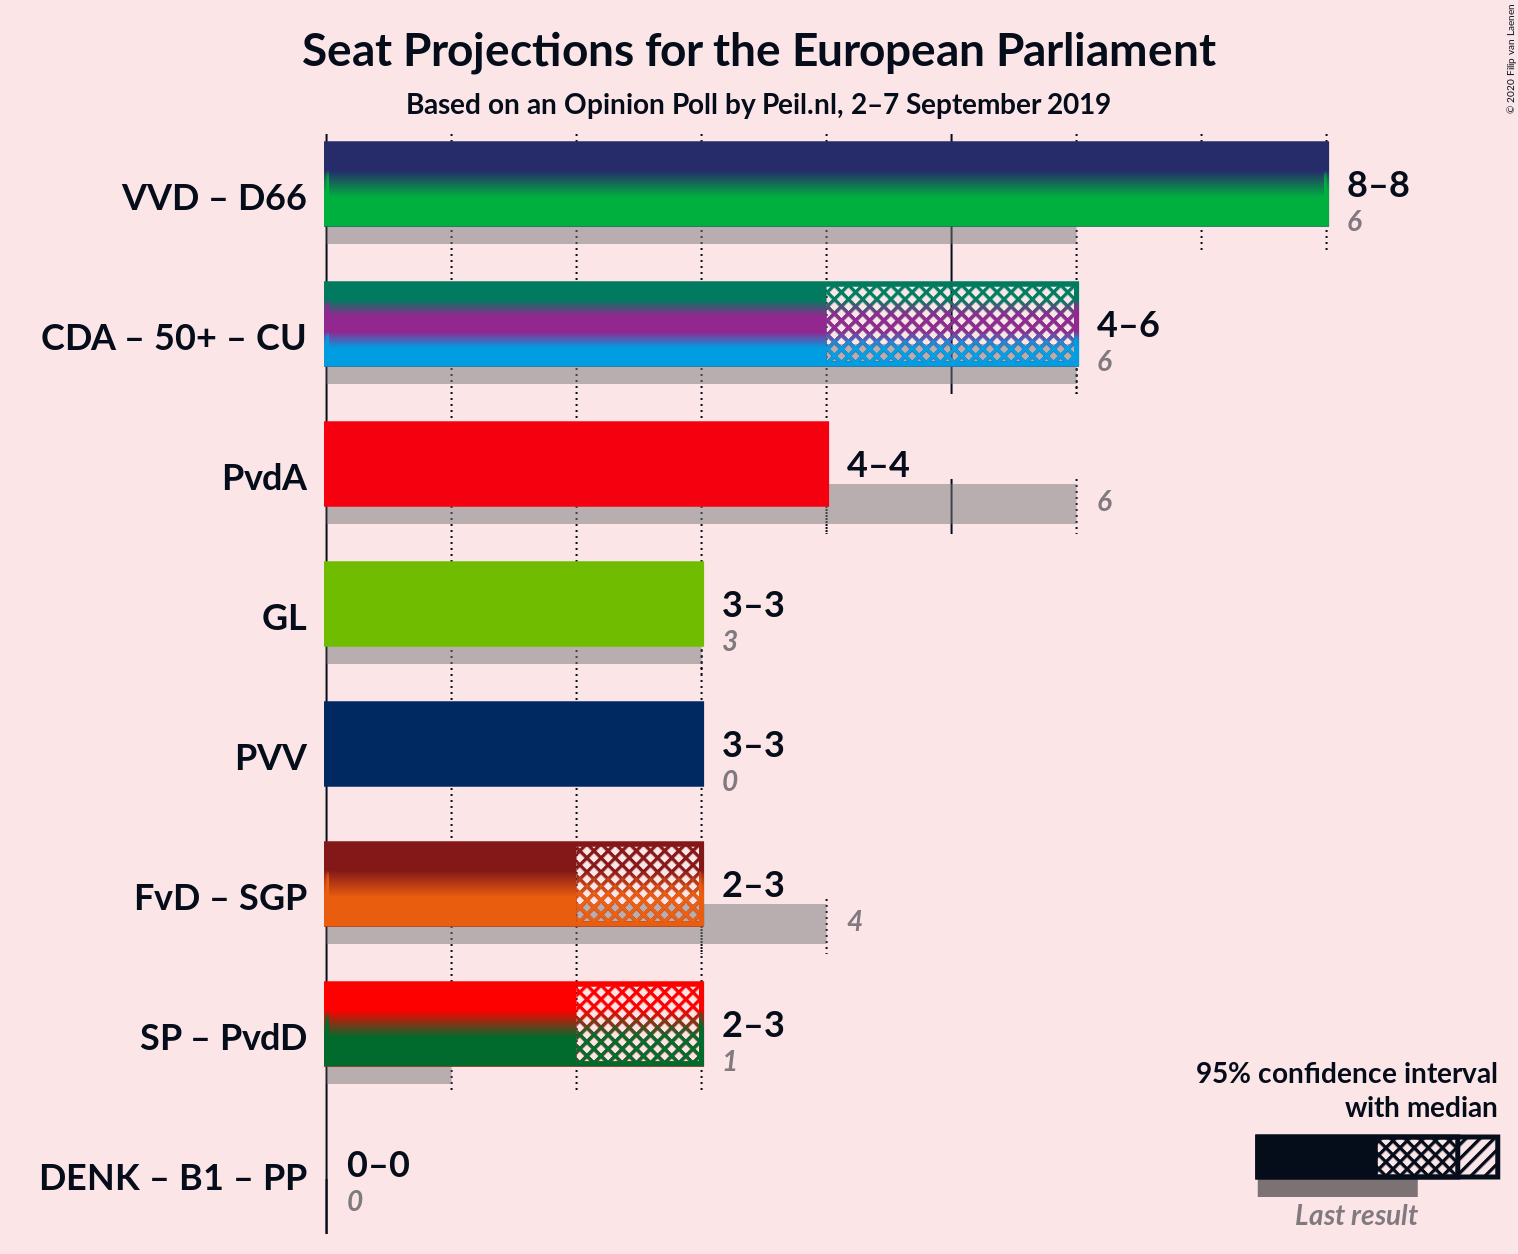 Seat Projections for the European Parliament
Based on an Opinion Poll by Peil.nl, 2–7 September 2019
© 2020 Filip van Laenen
VVD – D66
8–8
6
CDA – 50+ – CU
4–6
6
PvdA
4–4
6
GL
3–3
3
PVV
3–3
0
FvD – SGP
2–3
4
SP – PvdD
2–3
1
DENK – B1 – PP
0–0
0
95% confidence interval
with median
Last result